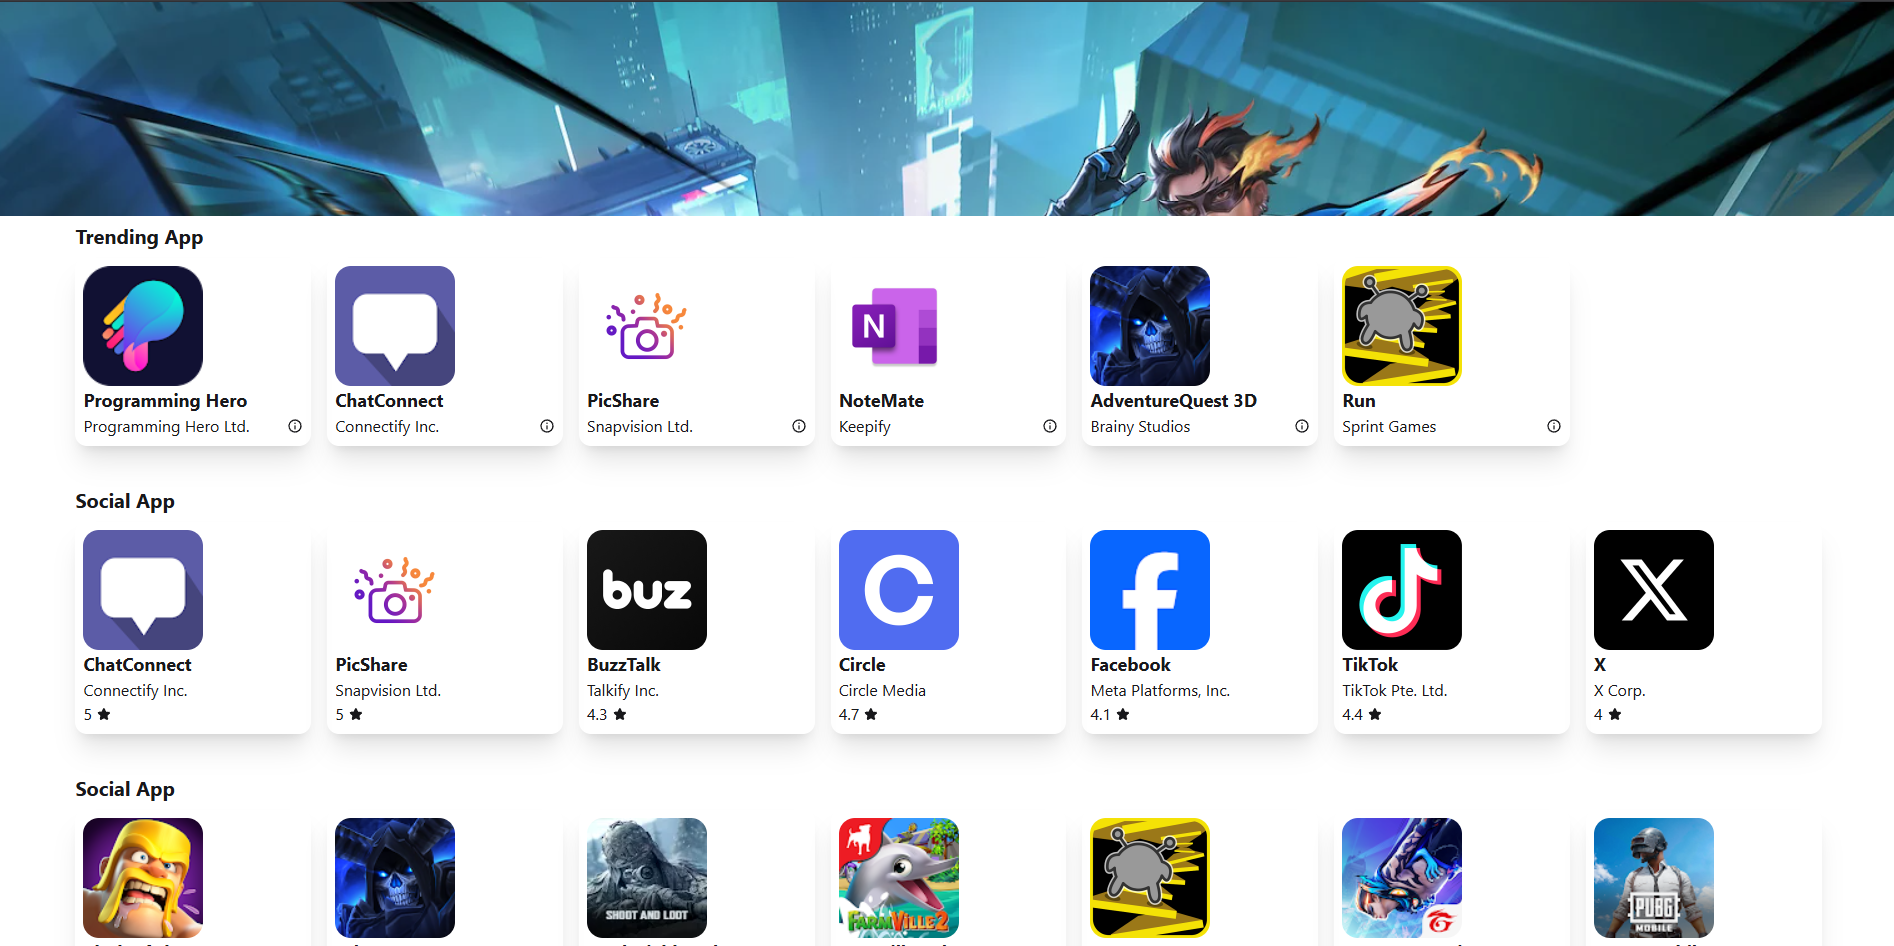 Trending App
N
Programming Hero
Programming Hero Ltd.
ChatConnect
Connectify Inc.
PicShare
Snapvision Ltd.
NoteMate
Keepify
AdventureQuest 3D
Brainy Studios
Run
Sprint Games
Social App
buz
ChatConnect
Connectify Inc.
5
PicShare
Snapvision Ltd.
5
BuzzTalk
Talkify Inc.
4.3
Circle
Circle Media
4.7
Facebook
Meta Platforms, Inc.
4.1
TikTok
TikTok Pte. Ltd.
4.4
X
X Corp.
4
Social App
SHOOT AND LOOT
FARMVILLE 2
PUBG
MOBILE